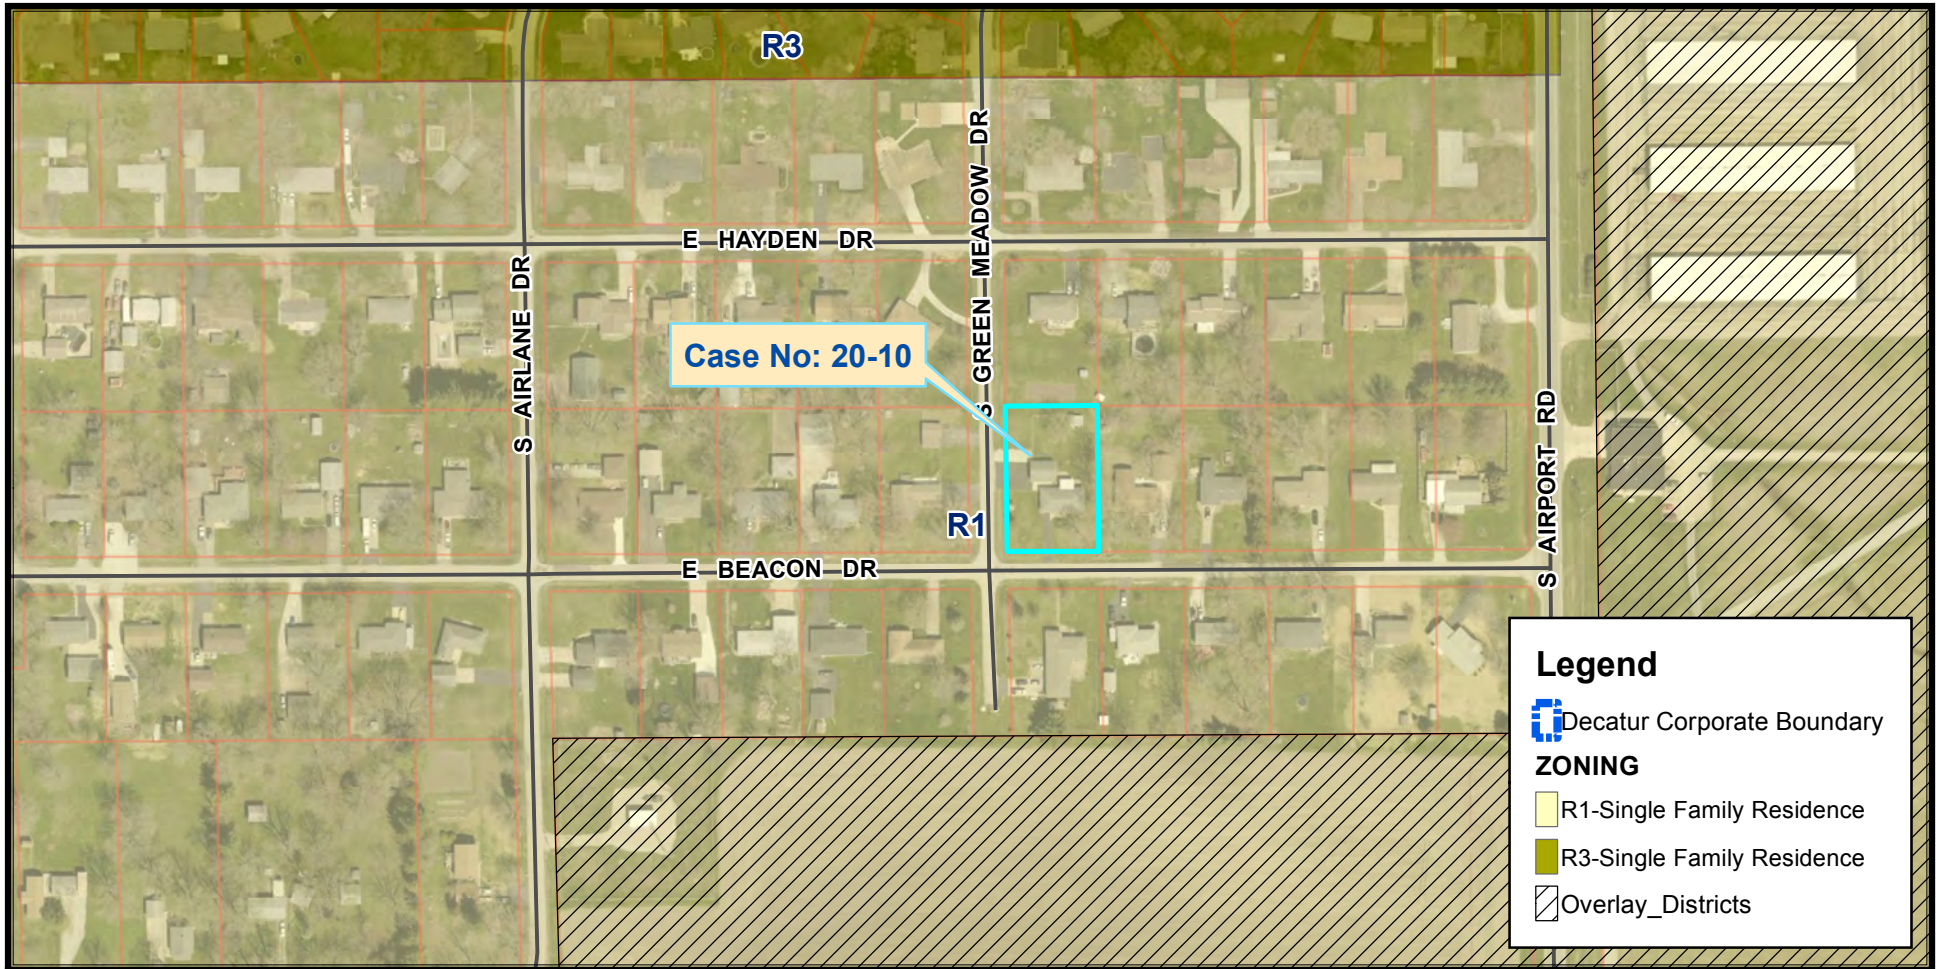 R3
E HAYDEN DR
S GREEN MEADOW DR
S AIRLANE DR
Case No: 20-10
S AIRPORT RD
R1
E BEACON DR
Legend
Decatur Corporate Boundary
ZONING
R1-Single Family Residence
R3-Single Family Residence
Overlay_Districts